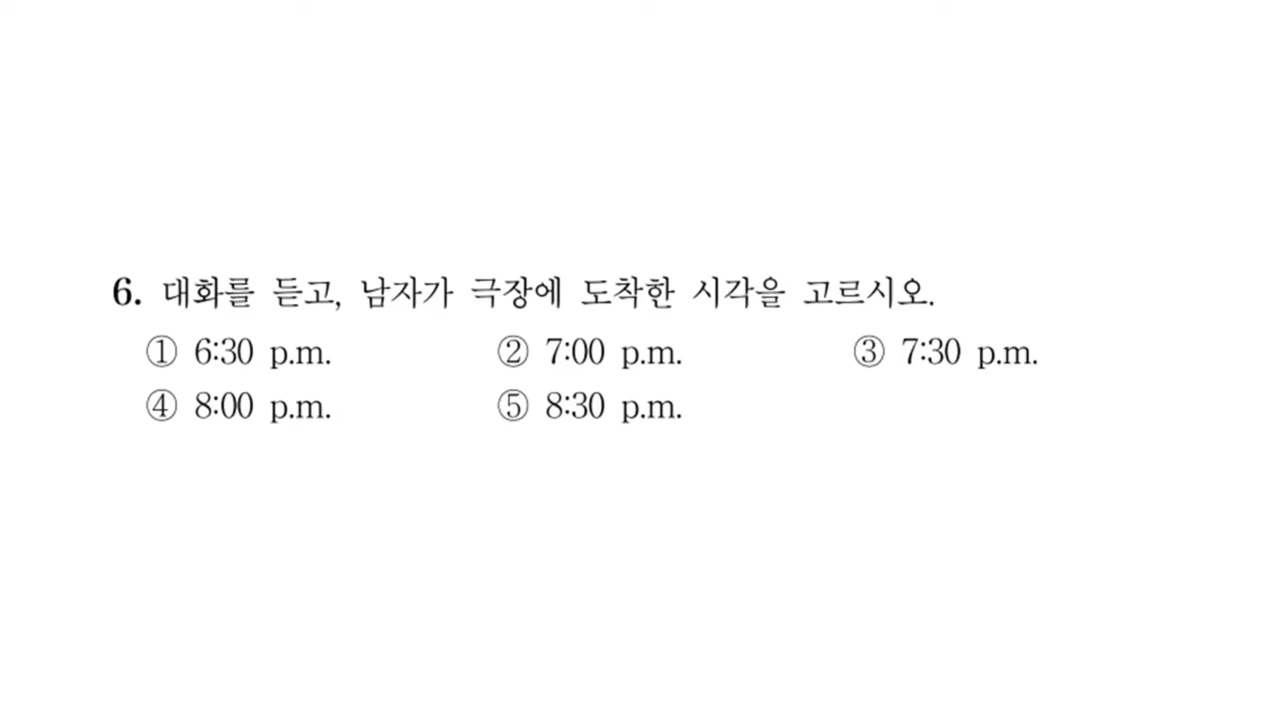 6. 대화를 듣고, 남자가 극장에 도착한 시각을 고르시오.
① 6:30 p.m. ② 7:00 p.m. ③ 7:30 p.m.
④ 8:00 p.m. ⑤ 8:30 p.m.